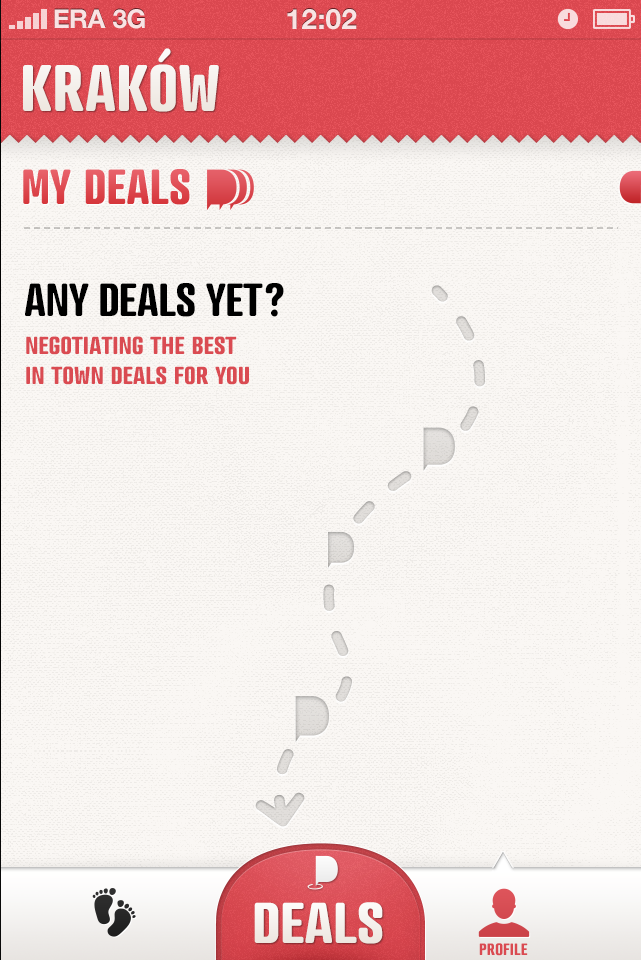 ERA 3G 12:02
KRAKÓW
MY DEALS
ANY DEALS YET?
NEGOTIATING THE BEST
IN TOWN DEALS FOR YOU
DEALS
PROFILE